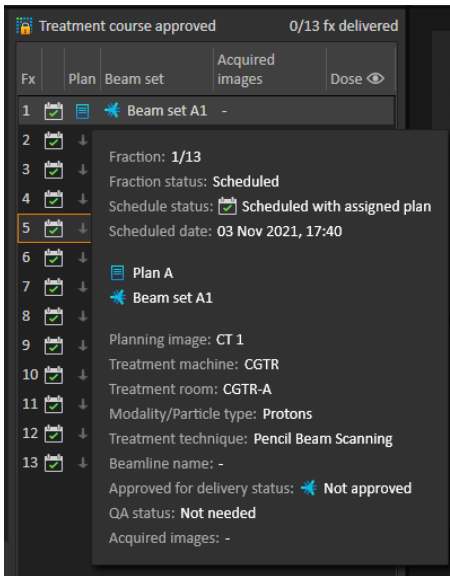 Treatment course approved 0/13 fx delivered
Fx Plan Beam set Acquired images Dose
1 Beam set A1 -
2
3
4
5
6
7
8
9
10
11
12
13
Fraction: 1/13
Fraction status: Scheduled
Schedule status: Scheduled with assigned plan
Scheduled date: 03 Nov 2021, 17:40
Plan A
Beam set A1
Planning image: CT 1
Treatment machine: CGTR
Treatment room: CGTR-A
Modality/Particle type: Protons
Treatment technique: Pencil Beam Scanning
Beamline name: -
Approved for delivery status: Not approved
QA status: Not needed
Acquired images: -